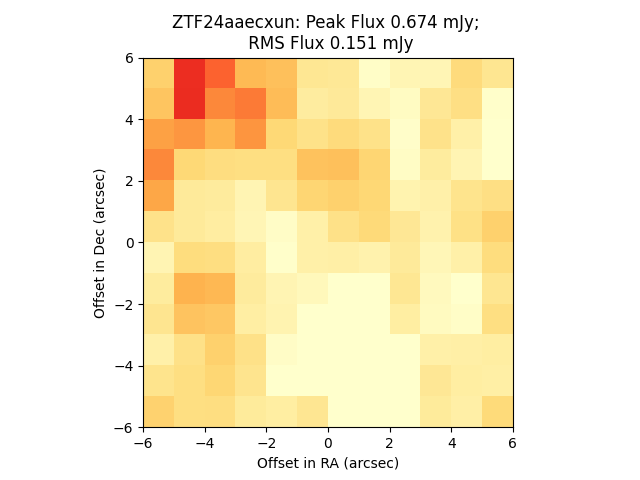 ZTF24aaecxun: Peak Flux 0.674 mJy;
RMS Flux 0.151 mJy
6
4
2
0
−2
−4
−6
Offset in Dec (arcsec)
−6 −4 −2 0 2 4 6
Offset in RA (arcsec)